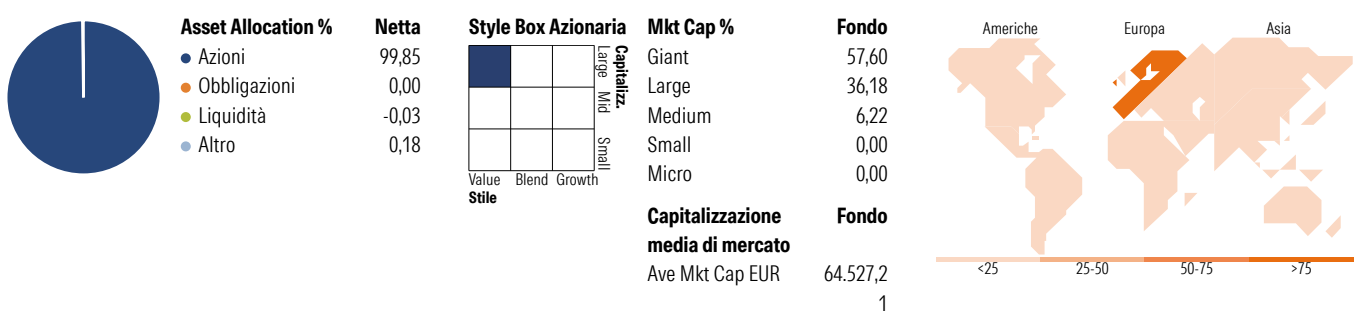 Asset Allocation % Netta
Azioni 99,85
Obbligazioni 0,00
Liquidità -0,03
Altro 0,18
Style Box Azionaria
Capitalizz.
Large Mid Small
Value Blend Growth
Stile
Mkt Cap % Fondo
Giant 57,60
Large 36,18
Medium 6,22
Small 0,00
Micro 0,00
Capitalizzazione Fondo
media di mercato
Ave Mkt Cap EUR 64.527,2
1
Americhe Europa Asia
<25 25-50 50-75 >75